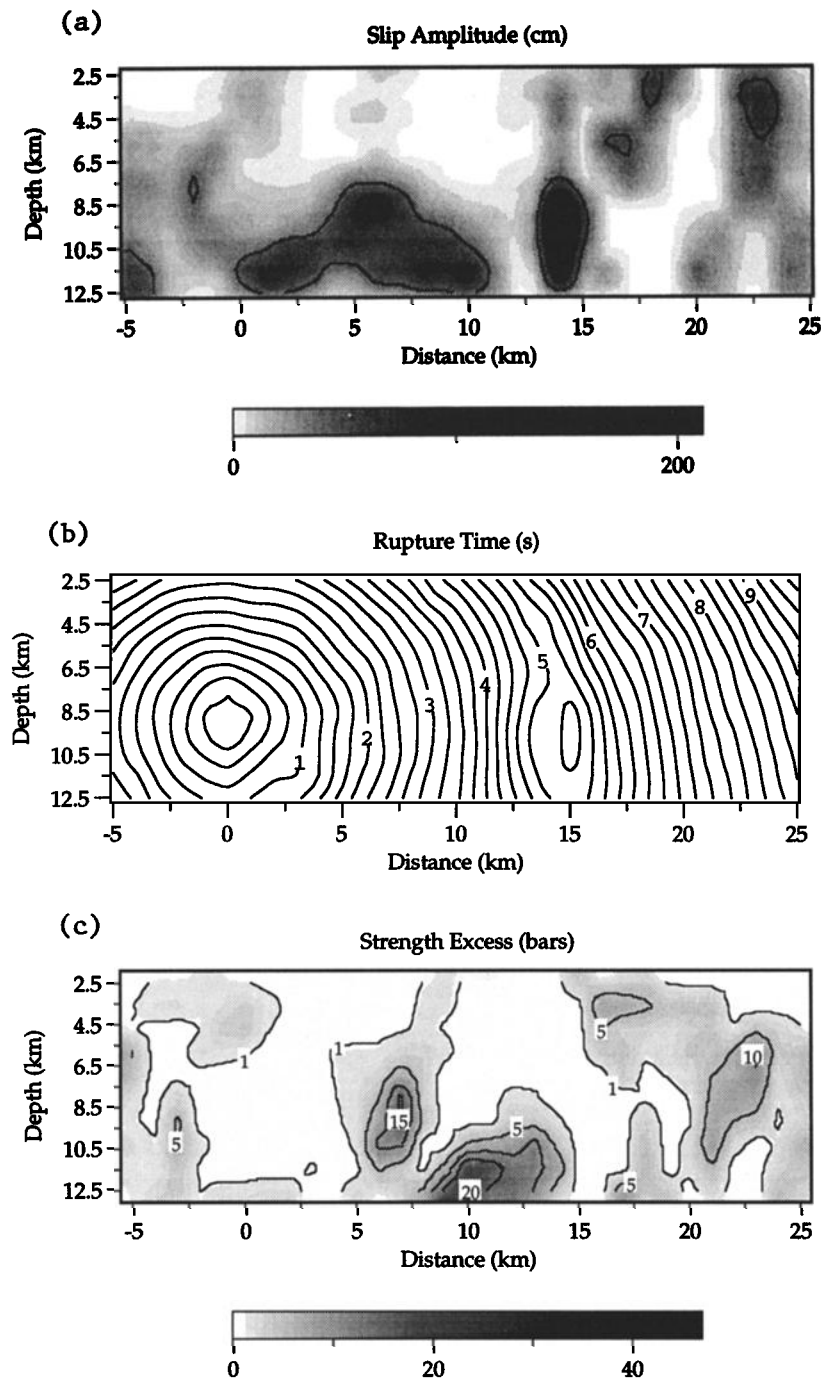 (a)
Slip Amplitude (cm)
2.5
4.5
6.5
8.5
10.5
12.5
Depth (km)
-5 0 5 10 15 20 25
Distance (km)
0 200
(b)
Rupture Time (s)
2.5
4.5
6.5
8.5
10.5
12.5
Depth (km)
1 2 3 4 5 6 7 8 9
-5 0 5 10 15 20 25
Distance (km)
(c)
Strength Excess (bars)
2.5
4.5
6.5
8.5
10.5
12.5
Depth (km)
1 5 1 15 5 20 5 1 5 10
-5 0 5 10 15 20 25
Distance (km)
0 20 40